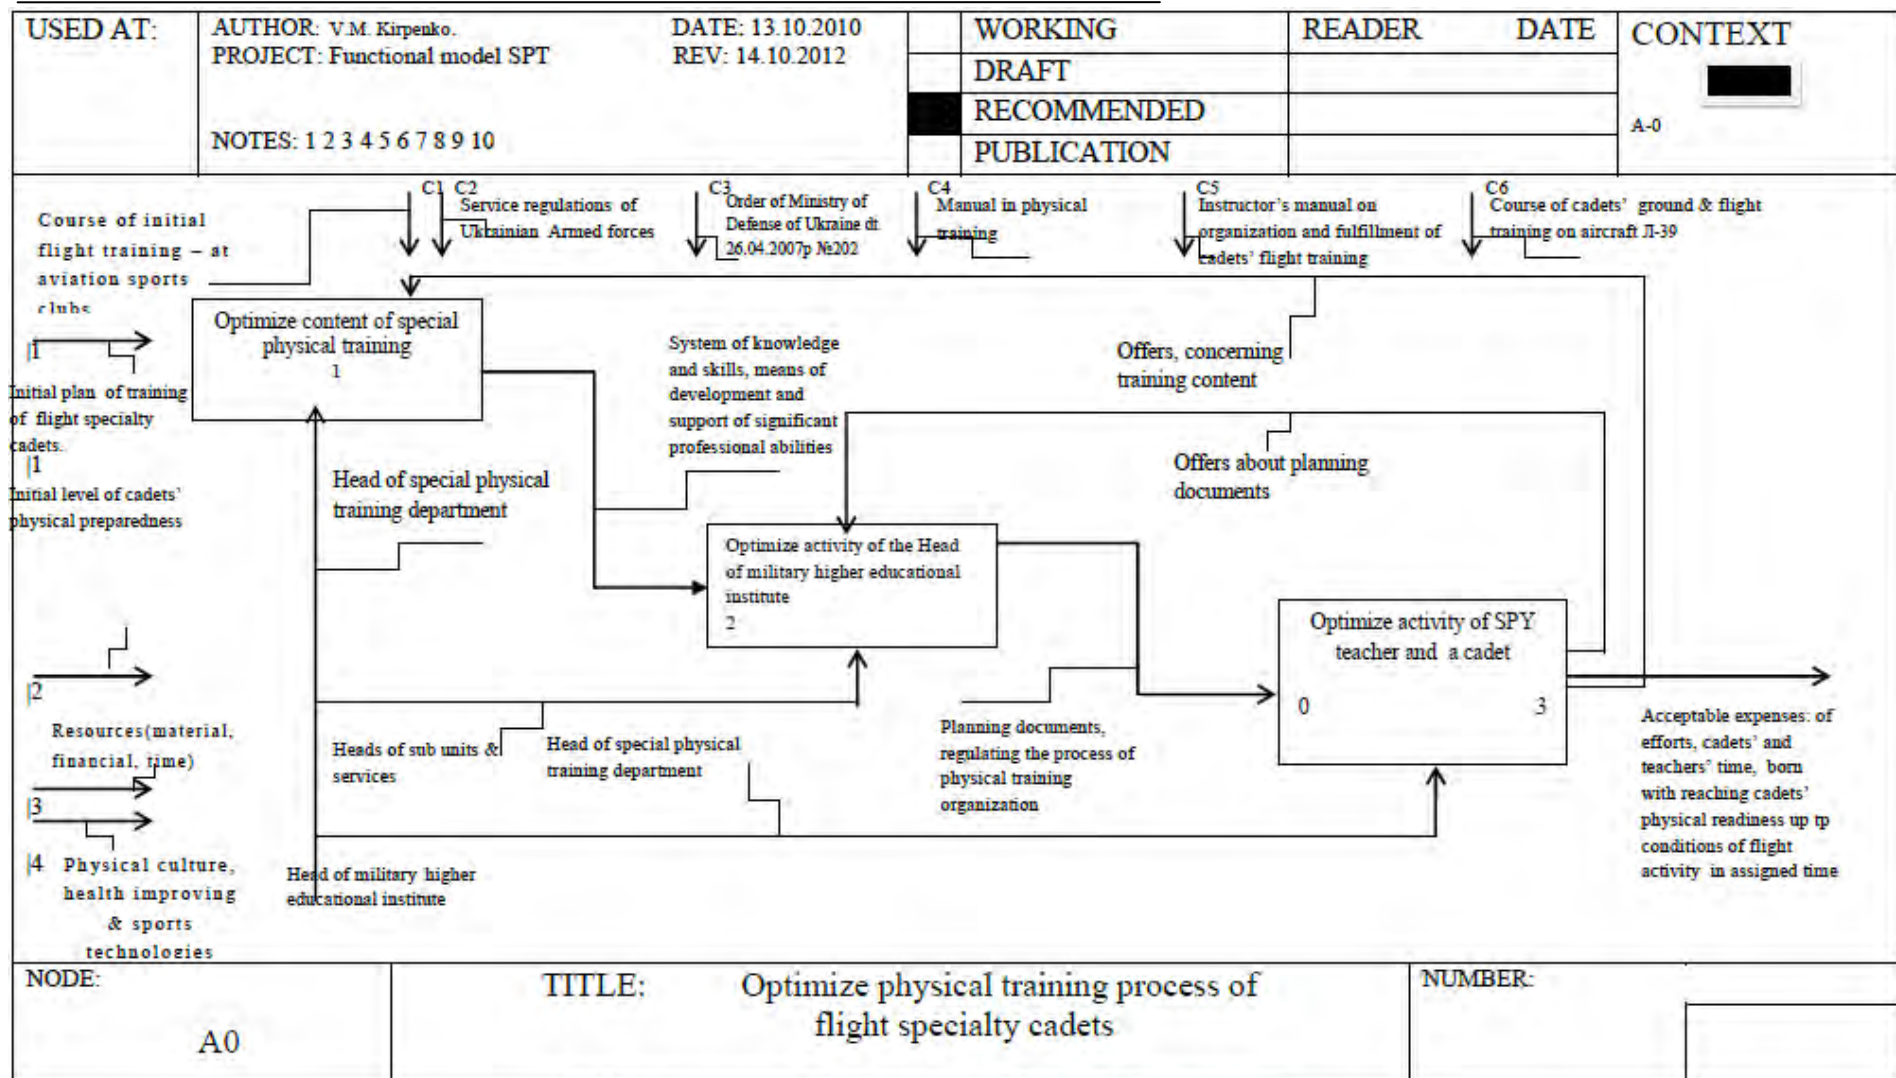 USED AT:
AUTHOR: V.M. Kirpenko.
DATE: 13.10.2010
PROJECT: Functional model SPT
REV: 14.10.2012
NOTES: 1 2 3 4 5 6 7 8 9 10
WORKING
READER
DATE
DRAFT
RECOMMENDED
PUBLICATION
CONTEXT
A-0
Course of initial
flight training – at
aviation sports
clubs
C1
C2
Service regulations of
Ukrainian Armed forces
C3
Order of Ministry of
Defense of Ukraine dt.
26.04.2007p №202
C4
Manual in physical
training
C5
Instructor's manual on
organization and fulfillment of
cadets' flight training
C6
Course of cadets' ground & flight
training on aircraft Л-39
|1
Initial plan of training
of flight specialty
cadets.
|1
Initial level of cadets'
physical preparedness
Optimize content of special
physical training
1
Head of special physical
training department
System of knowledge
and skills, means of
development and
support of significant
professional abilities
Offers, concerning
training content
Offers about planning
documents
Optimize activity of the Head
of military higher educational
institute
2
Optimize activity of SPY
teacher and a cadet
0
3
|2
Resources(material,
financial, time)
|3
|4
Physical culture,
health improving
& sports
technologies
Heads of sub units &
services
Head of special physical
training department
Head of military higher
educational institute
Planning documents,
regulating the process of
physical training
organization
Acceptable expenses: of
efforts, cadets' and
teachers' time, born
with reaching cadets'
physical readiness up tp
conditions of flight
activity in assigned time
NODE:
A0
TITLE:
Optimize physical training process of
flight specialty cadets
NUMBER: